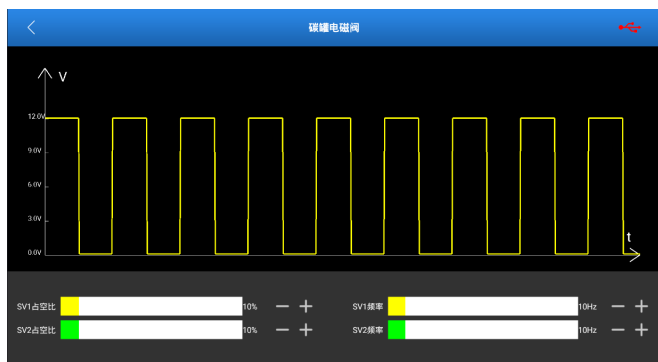 碳罐电磁阀
V
12.0V
9.0V
6.0V
3.0V
0.0V
t
SV1占空比 10% — + SV1频率 10Hz — +
SV2占空比 10% — + SV2频率 10Hz — +